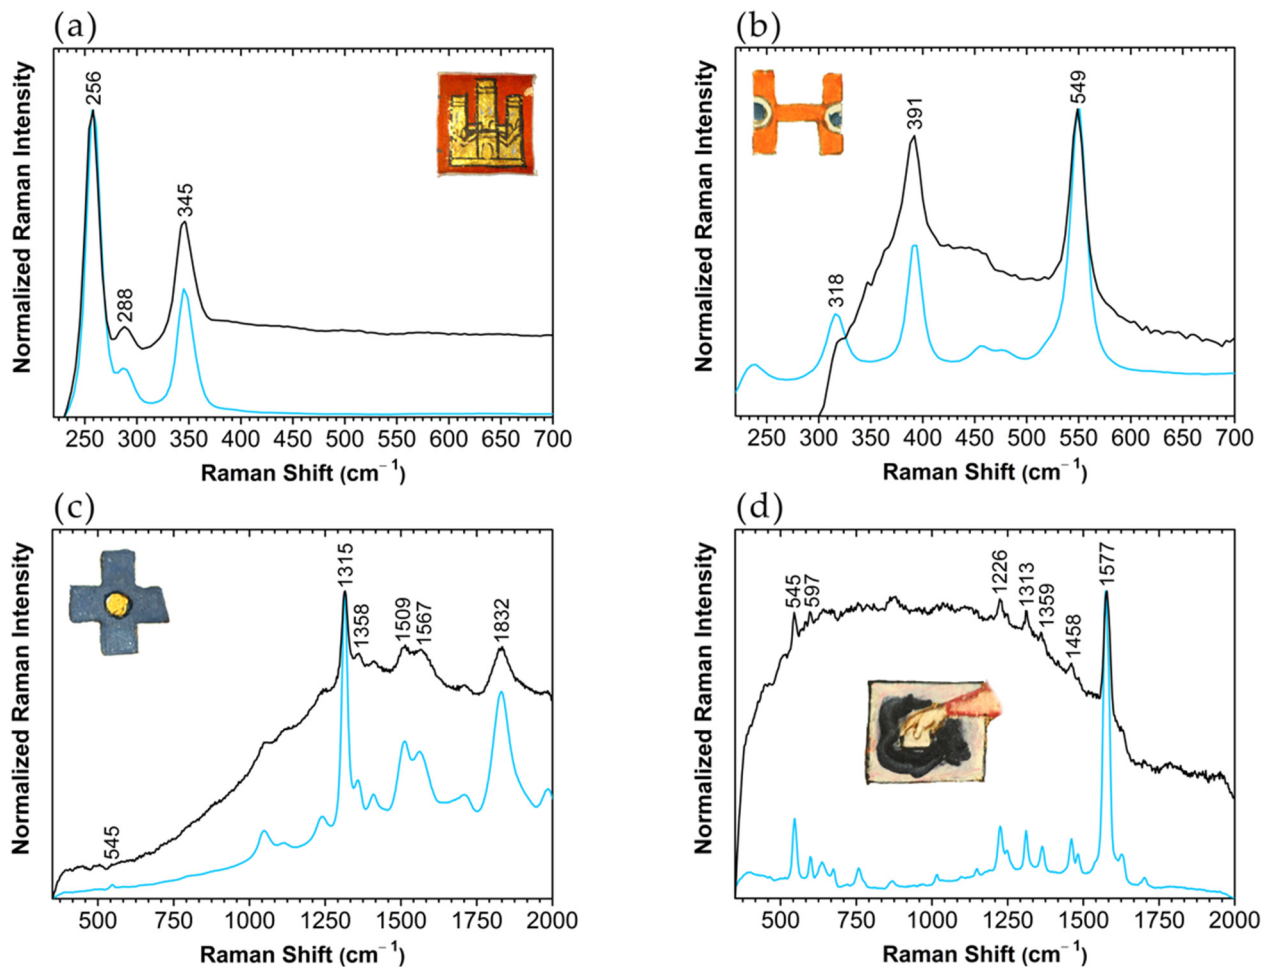 (a)
Normalized Raman Intensity
256
288
345
250 300 350 400 450 500 550 600 650 700
Raman Shift (cm⁻¹)
(b)
Normalized Raman Intensity
318
391
549
250 300 350 400 450 500 550 600 650 700
Raman Shift (cm⁻¹)
(c)
Normalized Raman Intensity
545
1315
1358
1509
1567
1832
500 750 1000 1250 1500 1750 2000
Raman Shift (cm⁻¹)
(d)
Normalized Raman Intensity
545
597
1226
1313
1359
1458
1577
500 750 1000 1250 1500 1750 2000
Raman Shift (cm⁻¹)